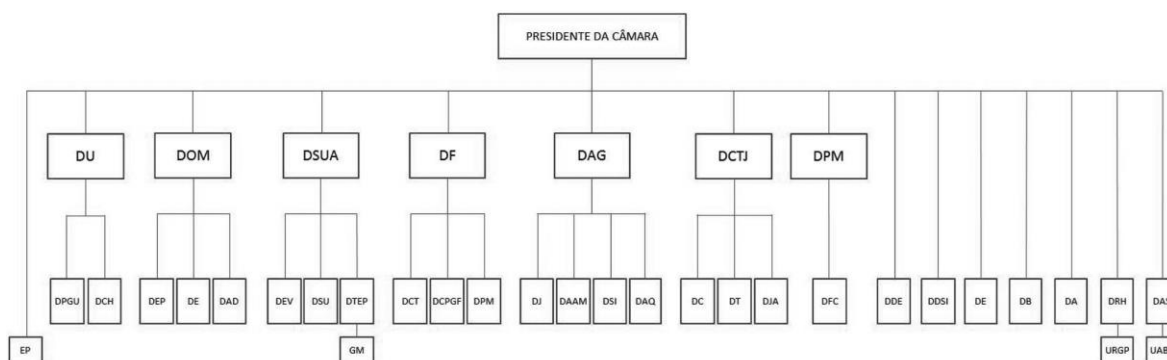 PRESIDENTE DA CÂMARA
DU DOM DSUA DF DAG DCTJ DPM
DPGU DCH DEP DE DAD DEV DSU DTEP DCT DCPGF DPM DJ DAAM DSI DAQ DC DT DJA DFC DDE DDSI DE DB DA DRH DAS
EP GM URGP UAB